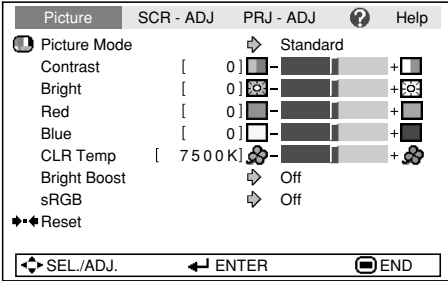 Picture SCR - ADJ PRJ - ADJ ? Help
Picture Mode Standard
Contrast [ 0] - +
Bright [ 0] - +
Red [ 0] - +
Blue [ 0] - +
CLR Temp [ 7500K] - +
Bright Boost Off
sRGB Off
Reset
SEL./ADJ. ENTER END